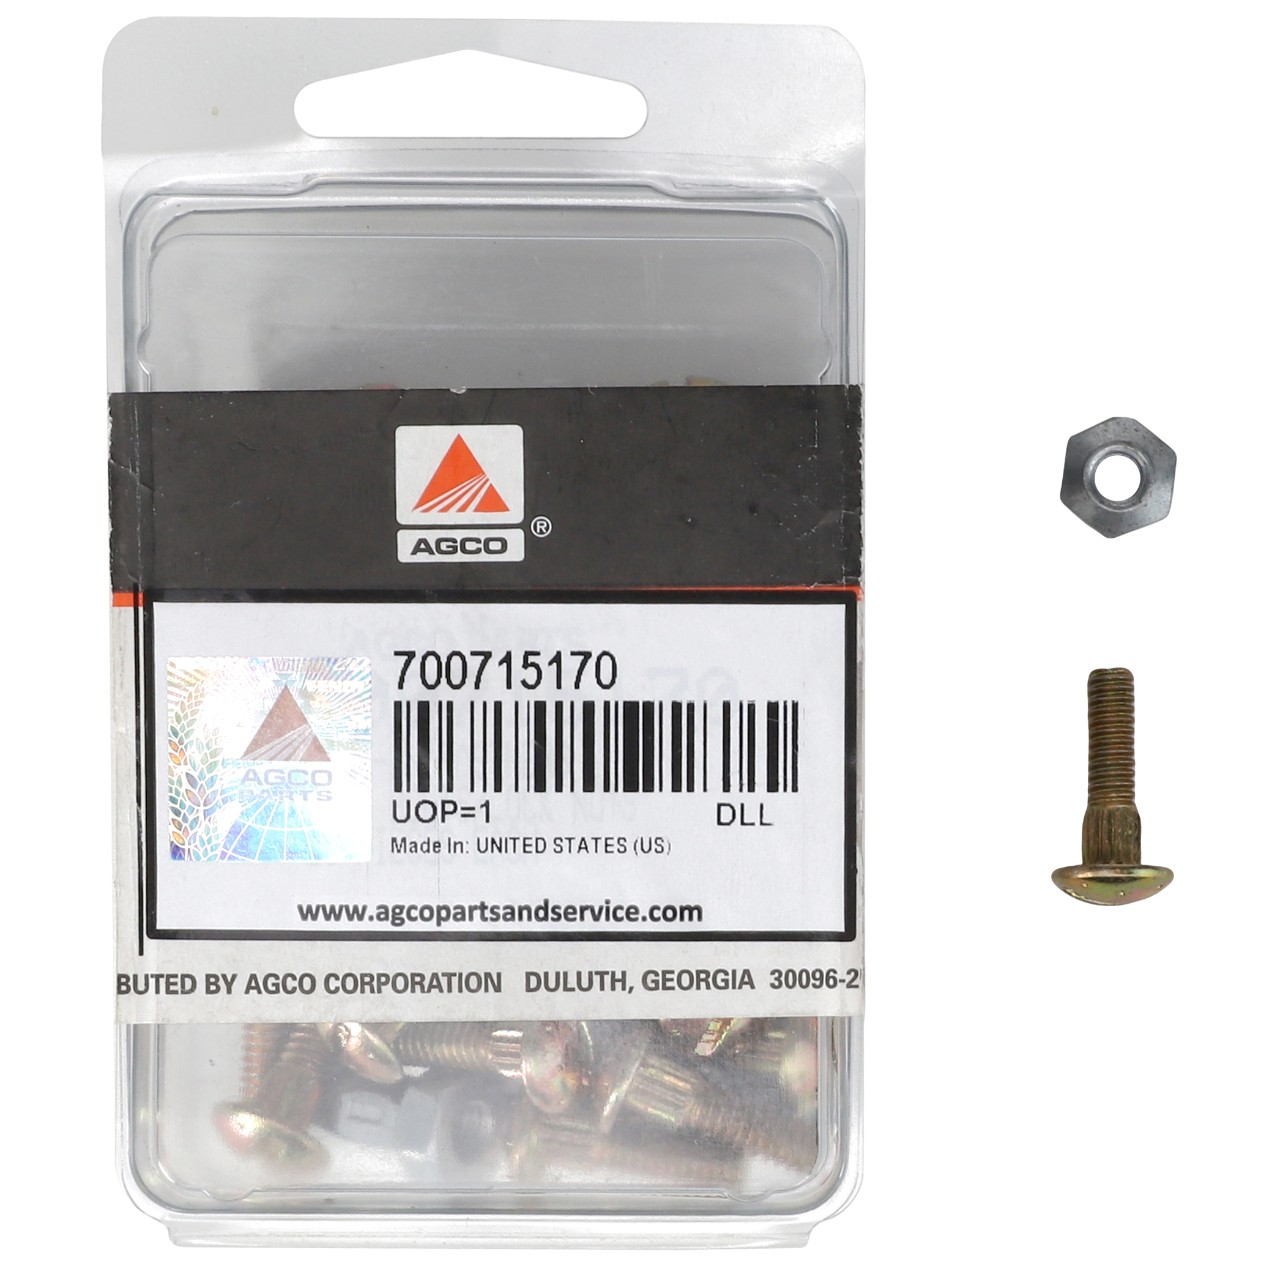 AGCO ®
700715170
AGCO
PARTS
UOP=1 DLL
Made In: UNITED STATES (US)
www.agcopartsandservice.com
BUTED BY AGCO CORPORATION DULUTH, GEORGIA 30096-2